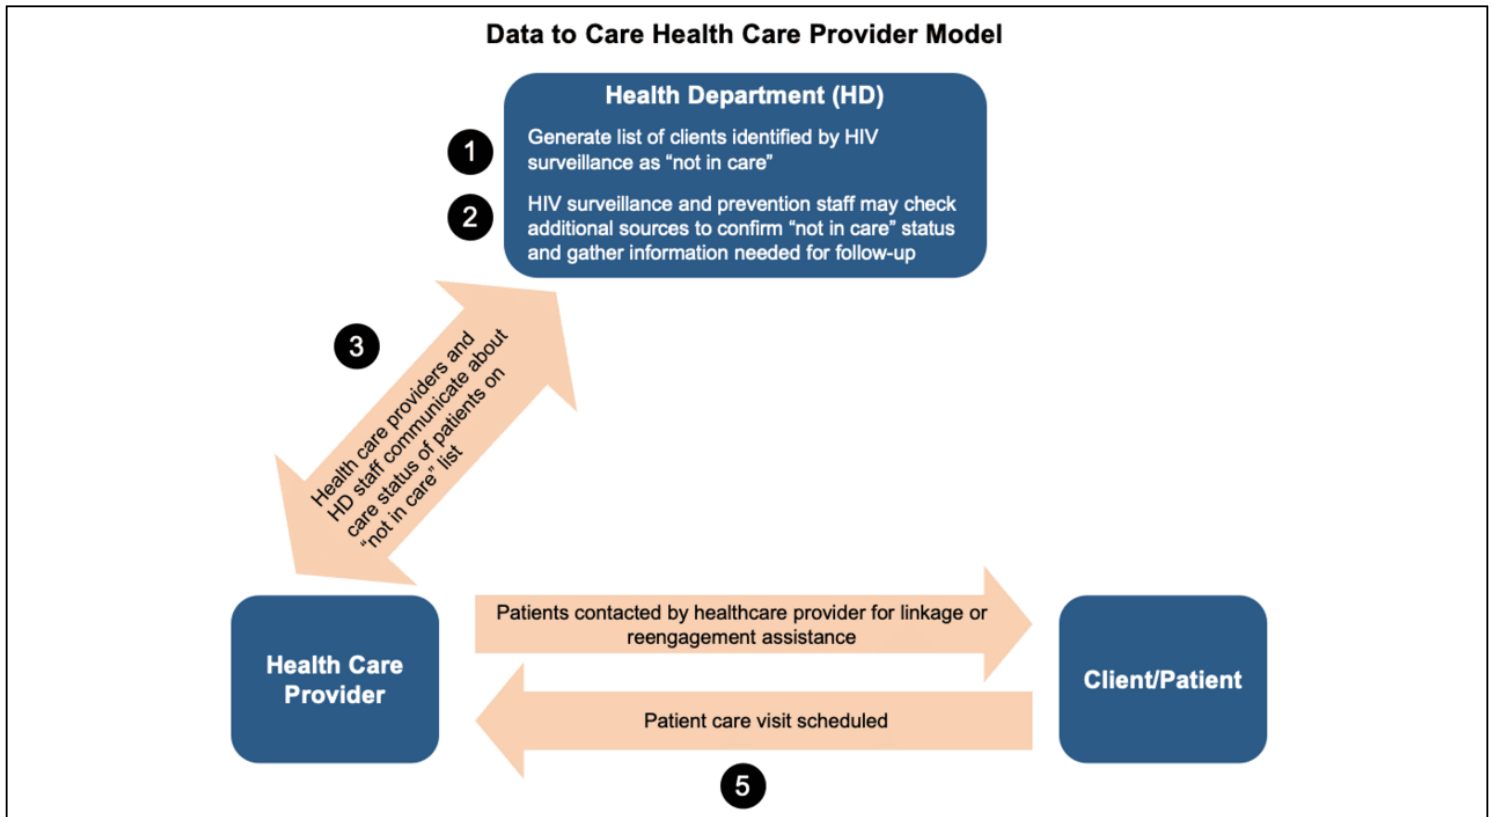 Data to Care Health Care Provider Model
Health Department (HD)
1
Generate list of clients identified by HIV
surveillance as “not in care”
2
HIV surveillance and prevention staff may check
additional sources to confirm “not in care” status
and gather information needed for follow-up
3
Health care providers and
HD staff communicate about
care status of patients on
“not in care” list
Health Care
Provider
Patients contacted by healthcare provider for linkage or
reengagement assistance
Client/Patient
Patient care visit scheduled
5